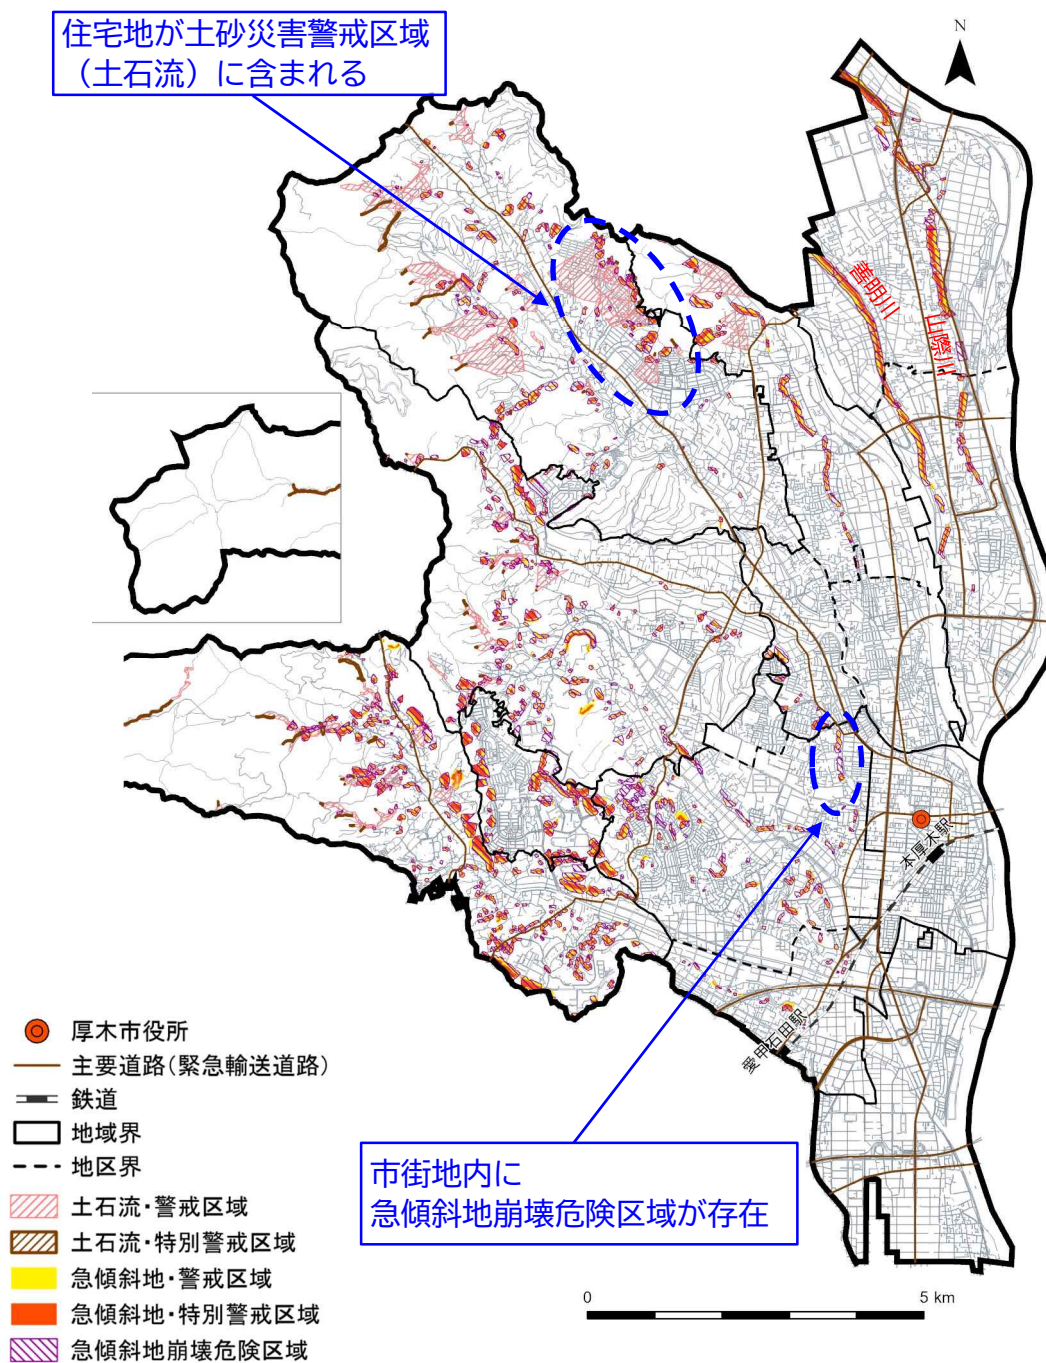 住宅地が土砂災害警戒区域
（土石流）に含まれる
N
善明川
山際川
本厚木駅
愛甲石田駅
市街地内に
急傾斜地崩壊危険区域が存在
厚木市役所
主要道路(緊急輸送道路)
鉄道
地域界
地区界
土石流・警戒区域
土石流・特別警戒区域
急傾斜地・警戒区域
急傾斜地・特別警戒区域
急傾斜地崩壊危険区域
0 5 km